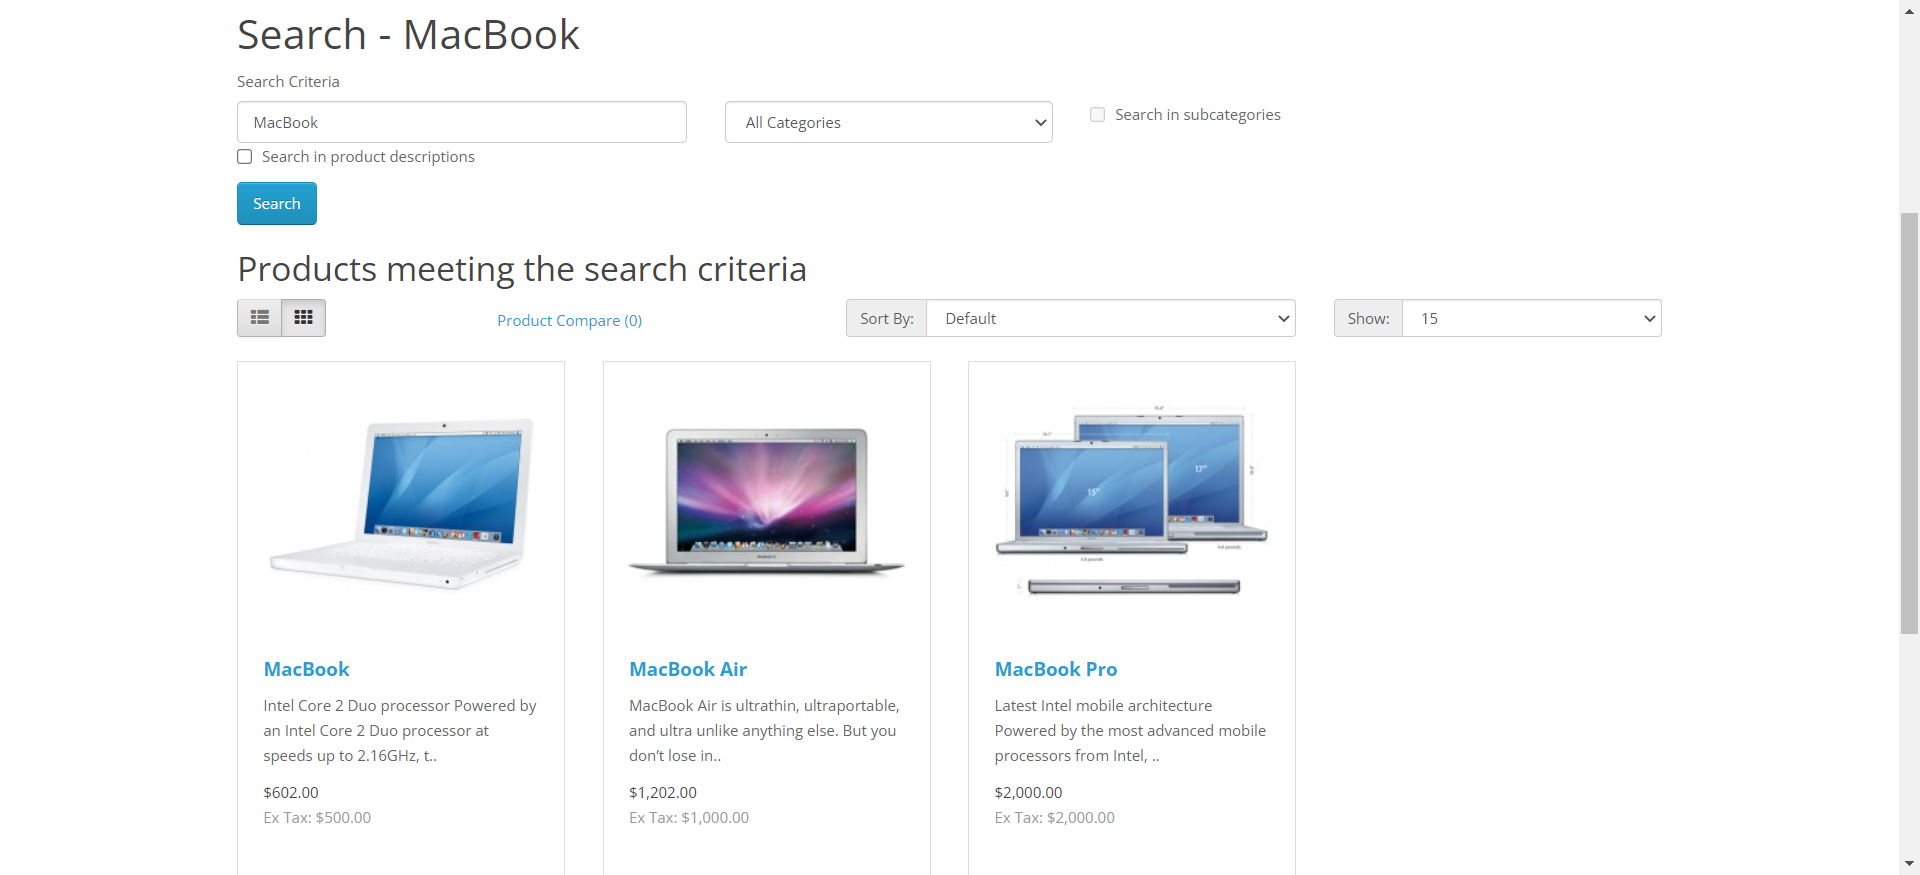 Search - MacBook
Search Criteria
MacBook
All Categories
Search in subcategories
Search in product descriptions
Search
Products meeting the search criteria
Product Compare (0)
Sort By:
Default
Show:
15
15"
17"
MacBook
Intel Core 2 Duo processor Powered by
an Intel Core 2 Duo processor at
speeds up to 2.16GHz, t..
$602.00
Ex Tax: $500.00
MacBook Air
MacBook Air is ultrathin, ultraportable,
and ultra unlike anything else. But you
don’t lose in..
$1,202.00
Ex Tax: $1,000.00
MacBook Pro
Latest Intel mobile architecture
Powered by the most advanced mobile
processors from Intel, ..
$2,000.00
Ex Tax: $2,000.00